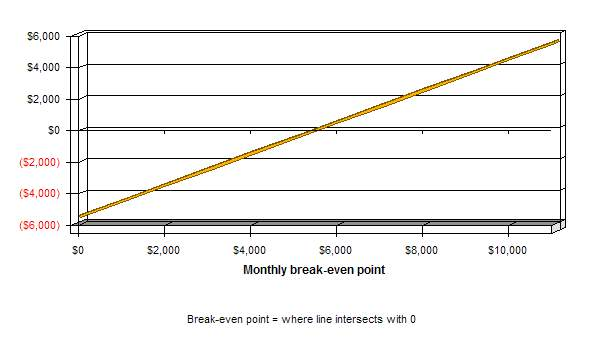 $6,000
$4,000
$2,000
$0
($2,000)
($4,000)
($6,000)
$0 $2,000 $4,000 $6,000 $8,000 $10,000
Monthly break-even point
Break-even point = where line intersects with 0